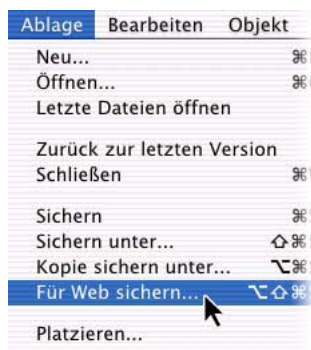 Ablage Bearbeiten Objekt
Neu... ⌘
Öffnen... ⌘
Letzte Dateien öffnen
Zurück zur letzten Version
Schließen ⌘
Sichern ⌘
Sichern unter... ⇧⌘
Kopie sichern unter... ⌥⌘
Für Web sichern... ⌥⇧⌘
Platzieren...